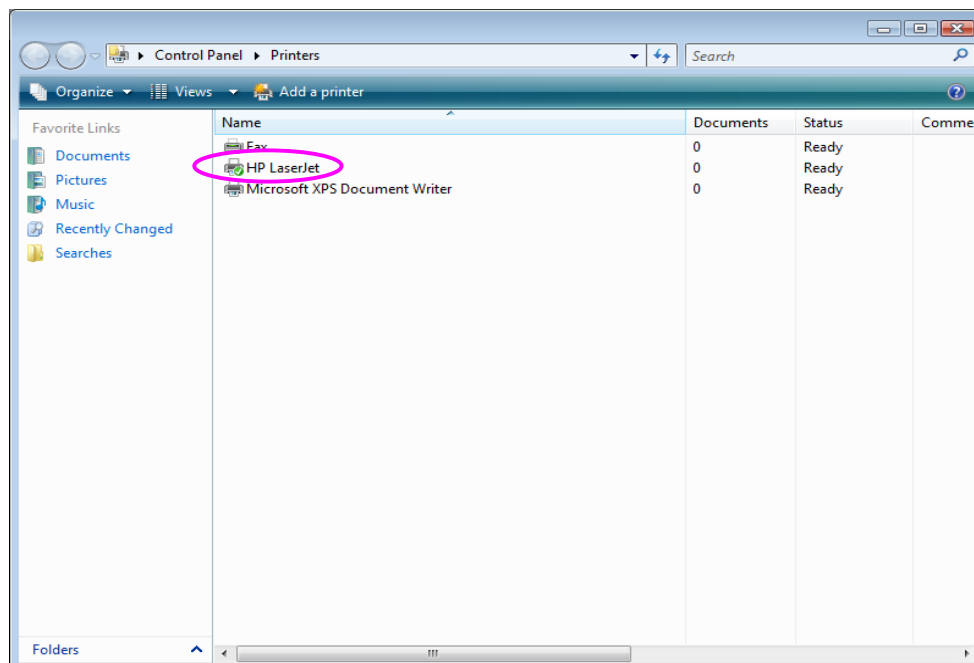 Control Panel Printers
Search
Organize Views Add a printer
Favorite Links
Documents
Pictures
Music
Recently Changed
Searches
Folders
Name Documents Status Comme
Fax 0 Ready
HP LaserJet 0 Ready
Microsoft XPS Document Writer 0 Ready